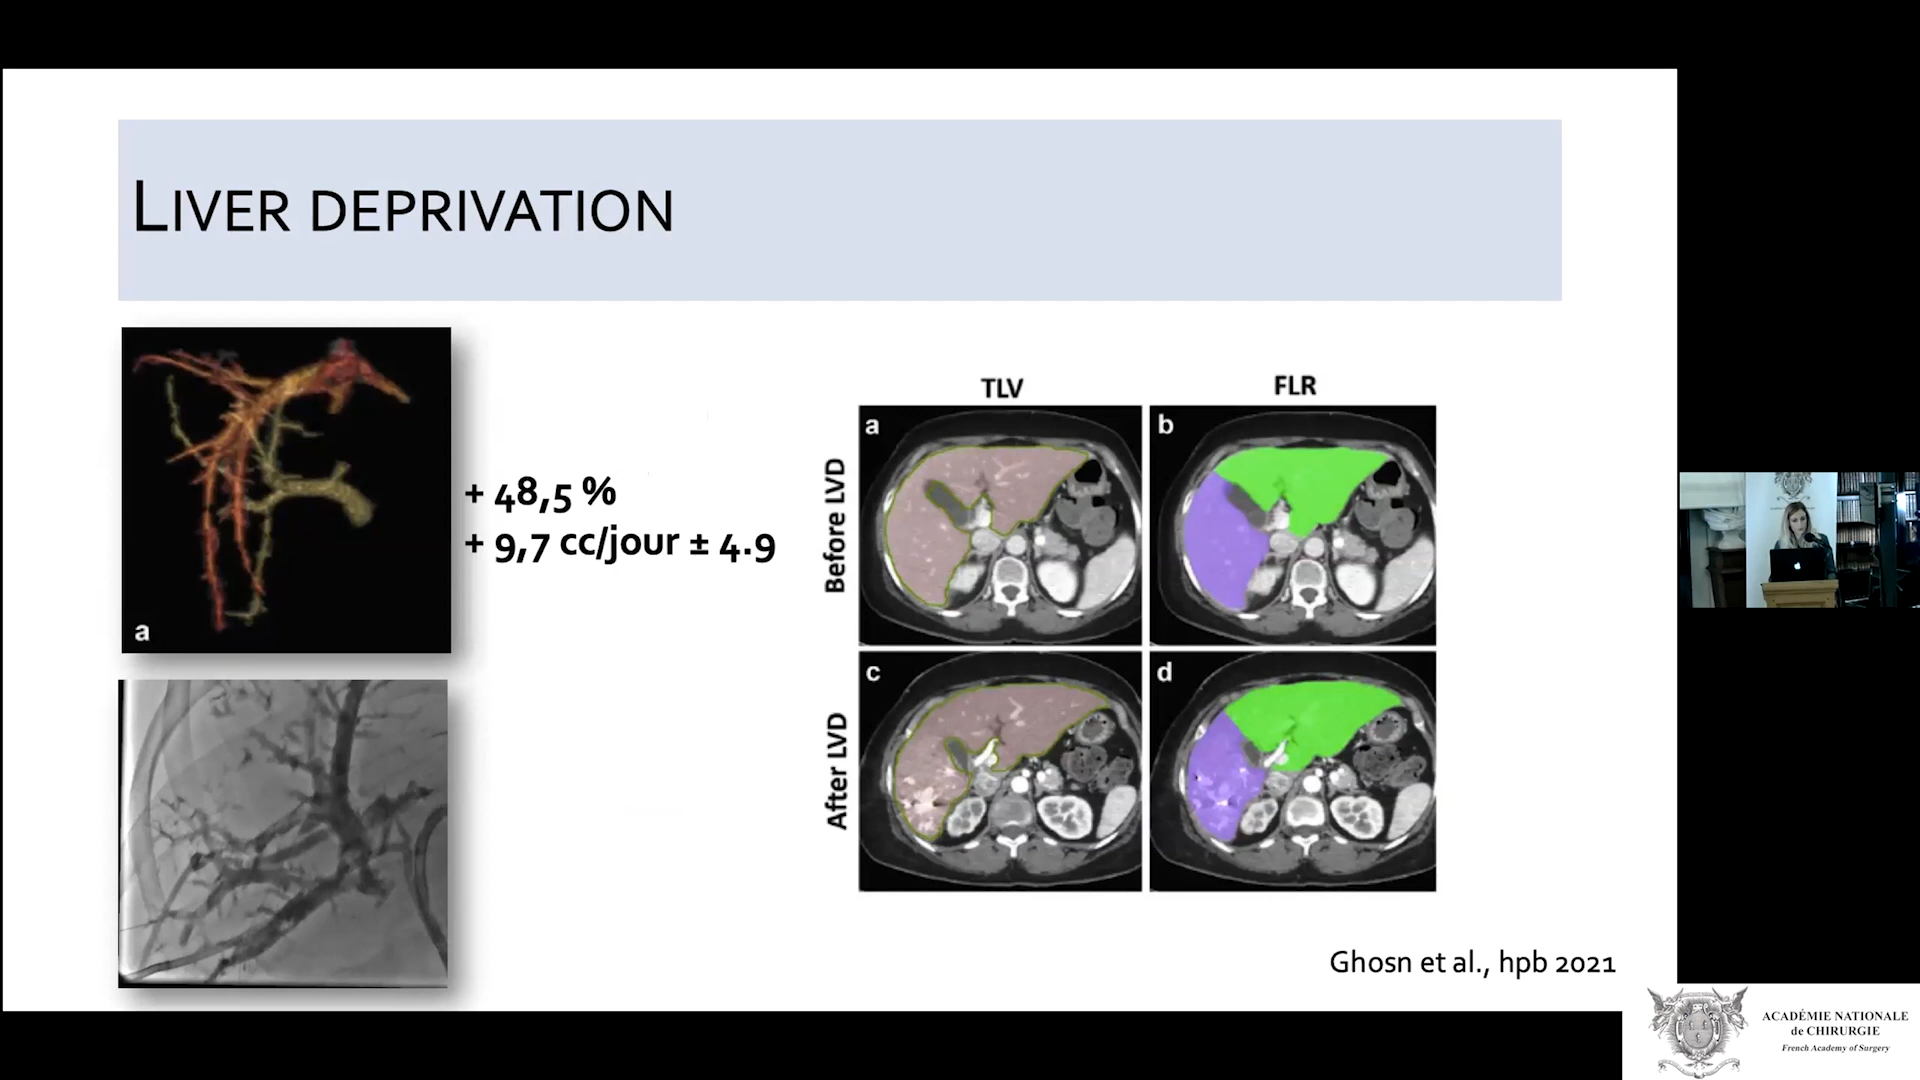 LIVER DEPRIVATION
a
+ 48,5 %
+ 9,7 cc/jour ± 4.9
TLV
FLR
Before LVD
a
b
After LVD
c
d
Ghosn et al., hpb 2021
ACADÉMIE NATIONALE
de CHIRURGIE
French Academy of Surgery